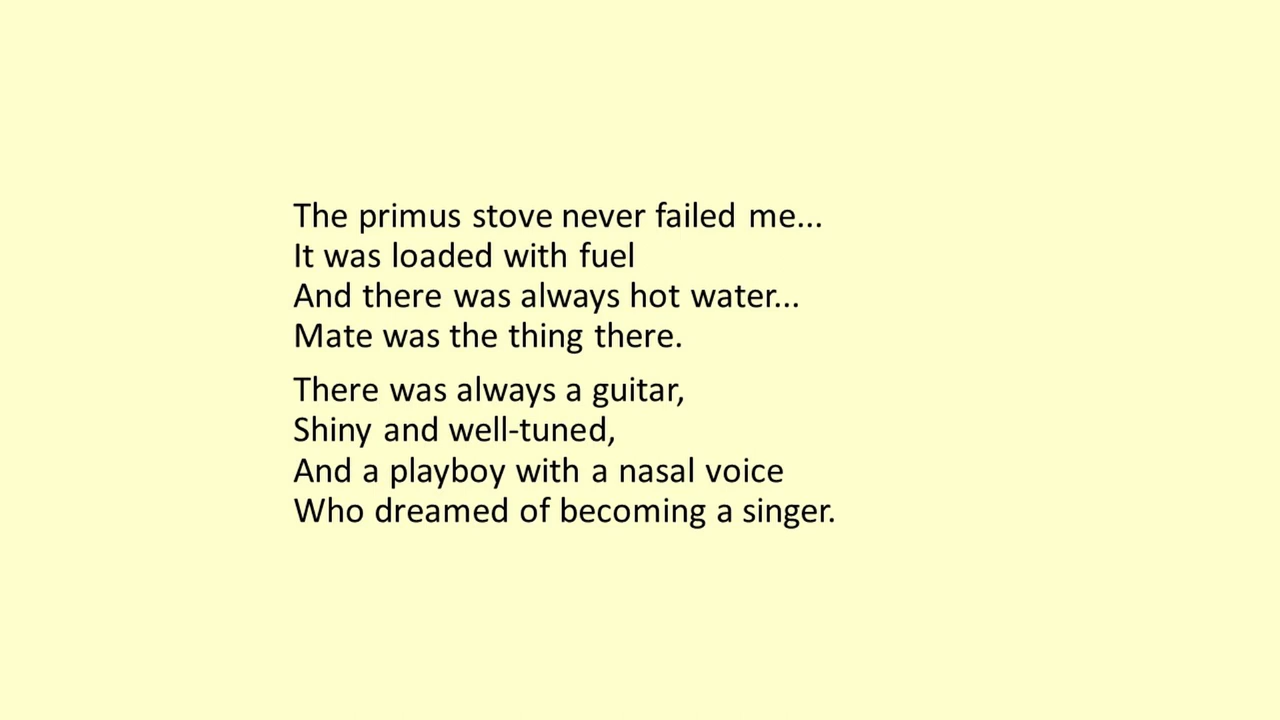 The primus stove never failed me...
It was loaded with fuel
And there was always hot water...
Mate was the thing there.
There was always a guitar,
Shiny and well-tuned,
And a playboy with a nasal voice
Who dreamed of becoming a singer.